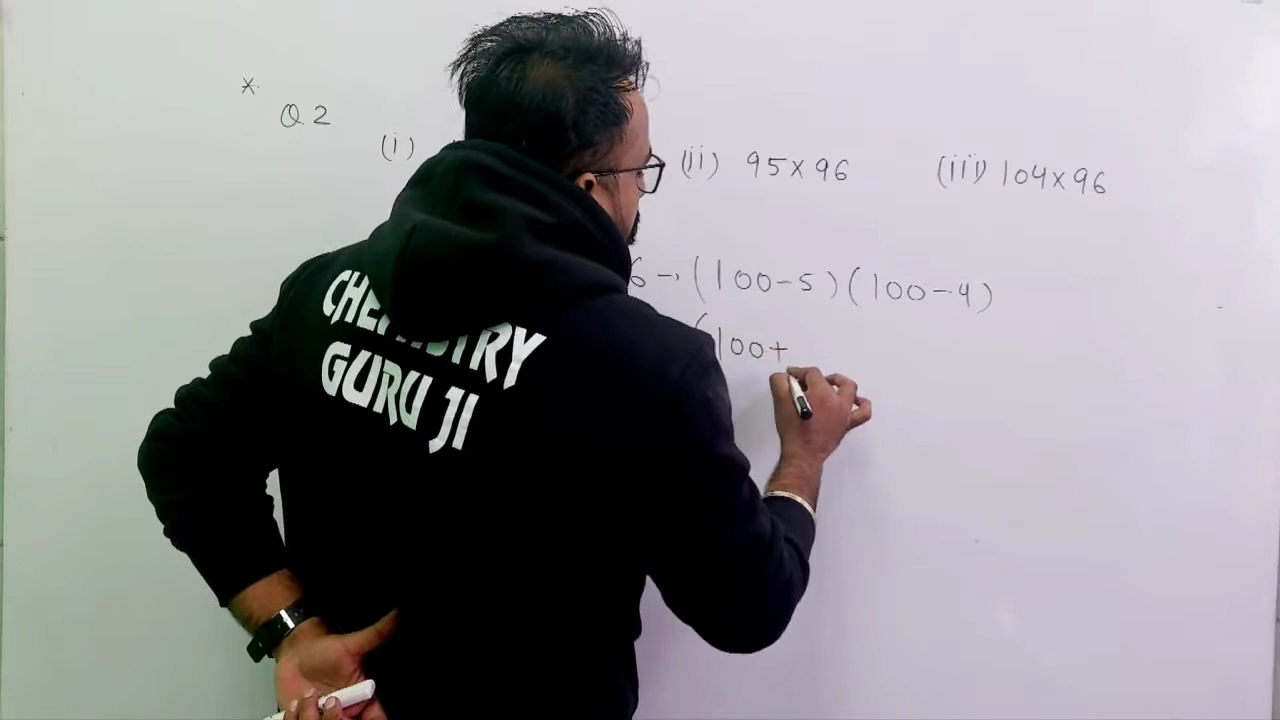 *
Q. 2
(i) (ii) 95×96 (iii) 104×96
6 → (100-5)(100-4)
(100+
CHEMISTRY
GURU JI